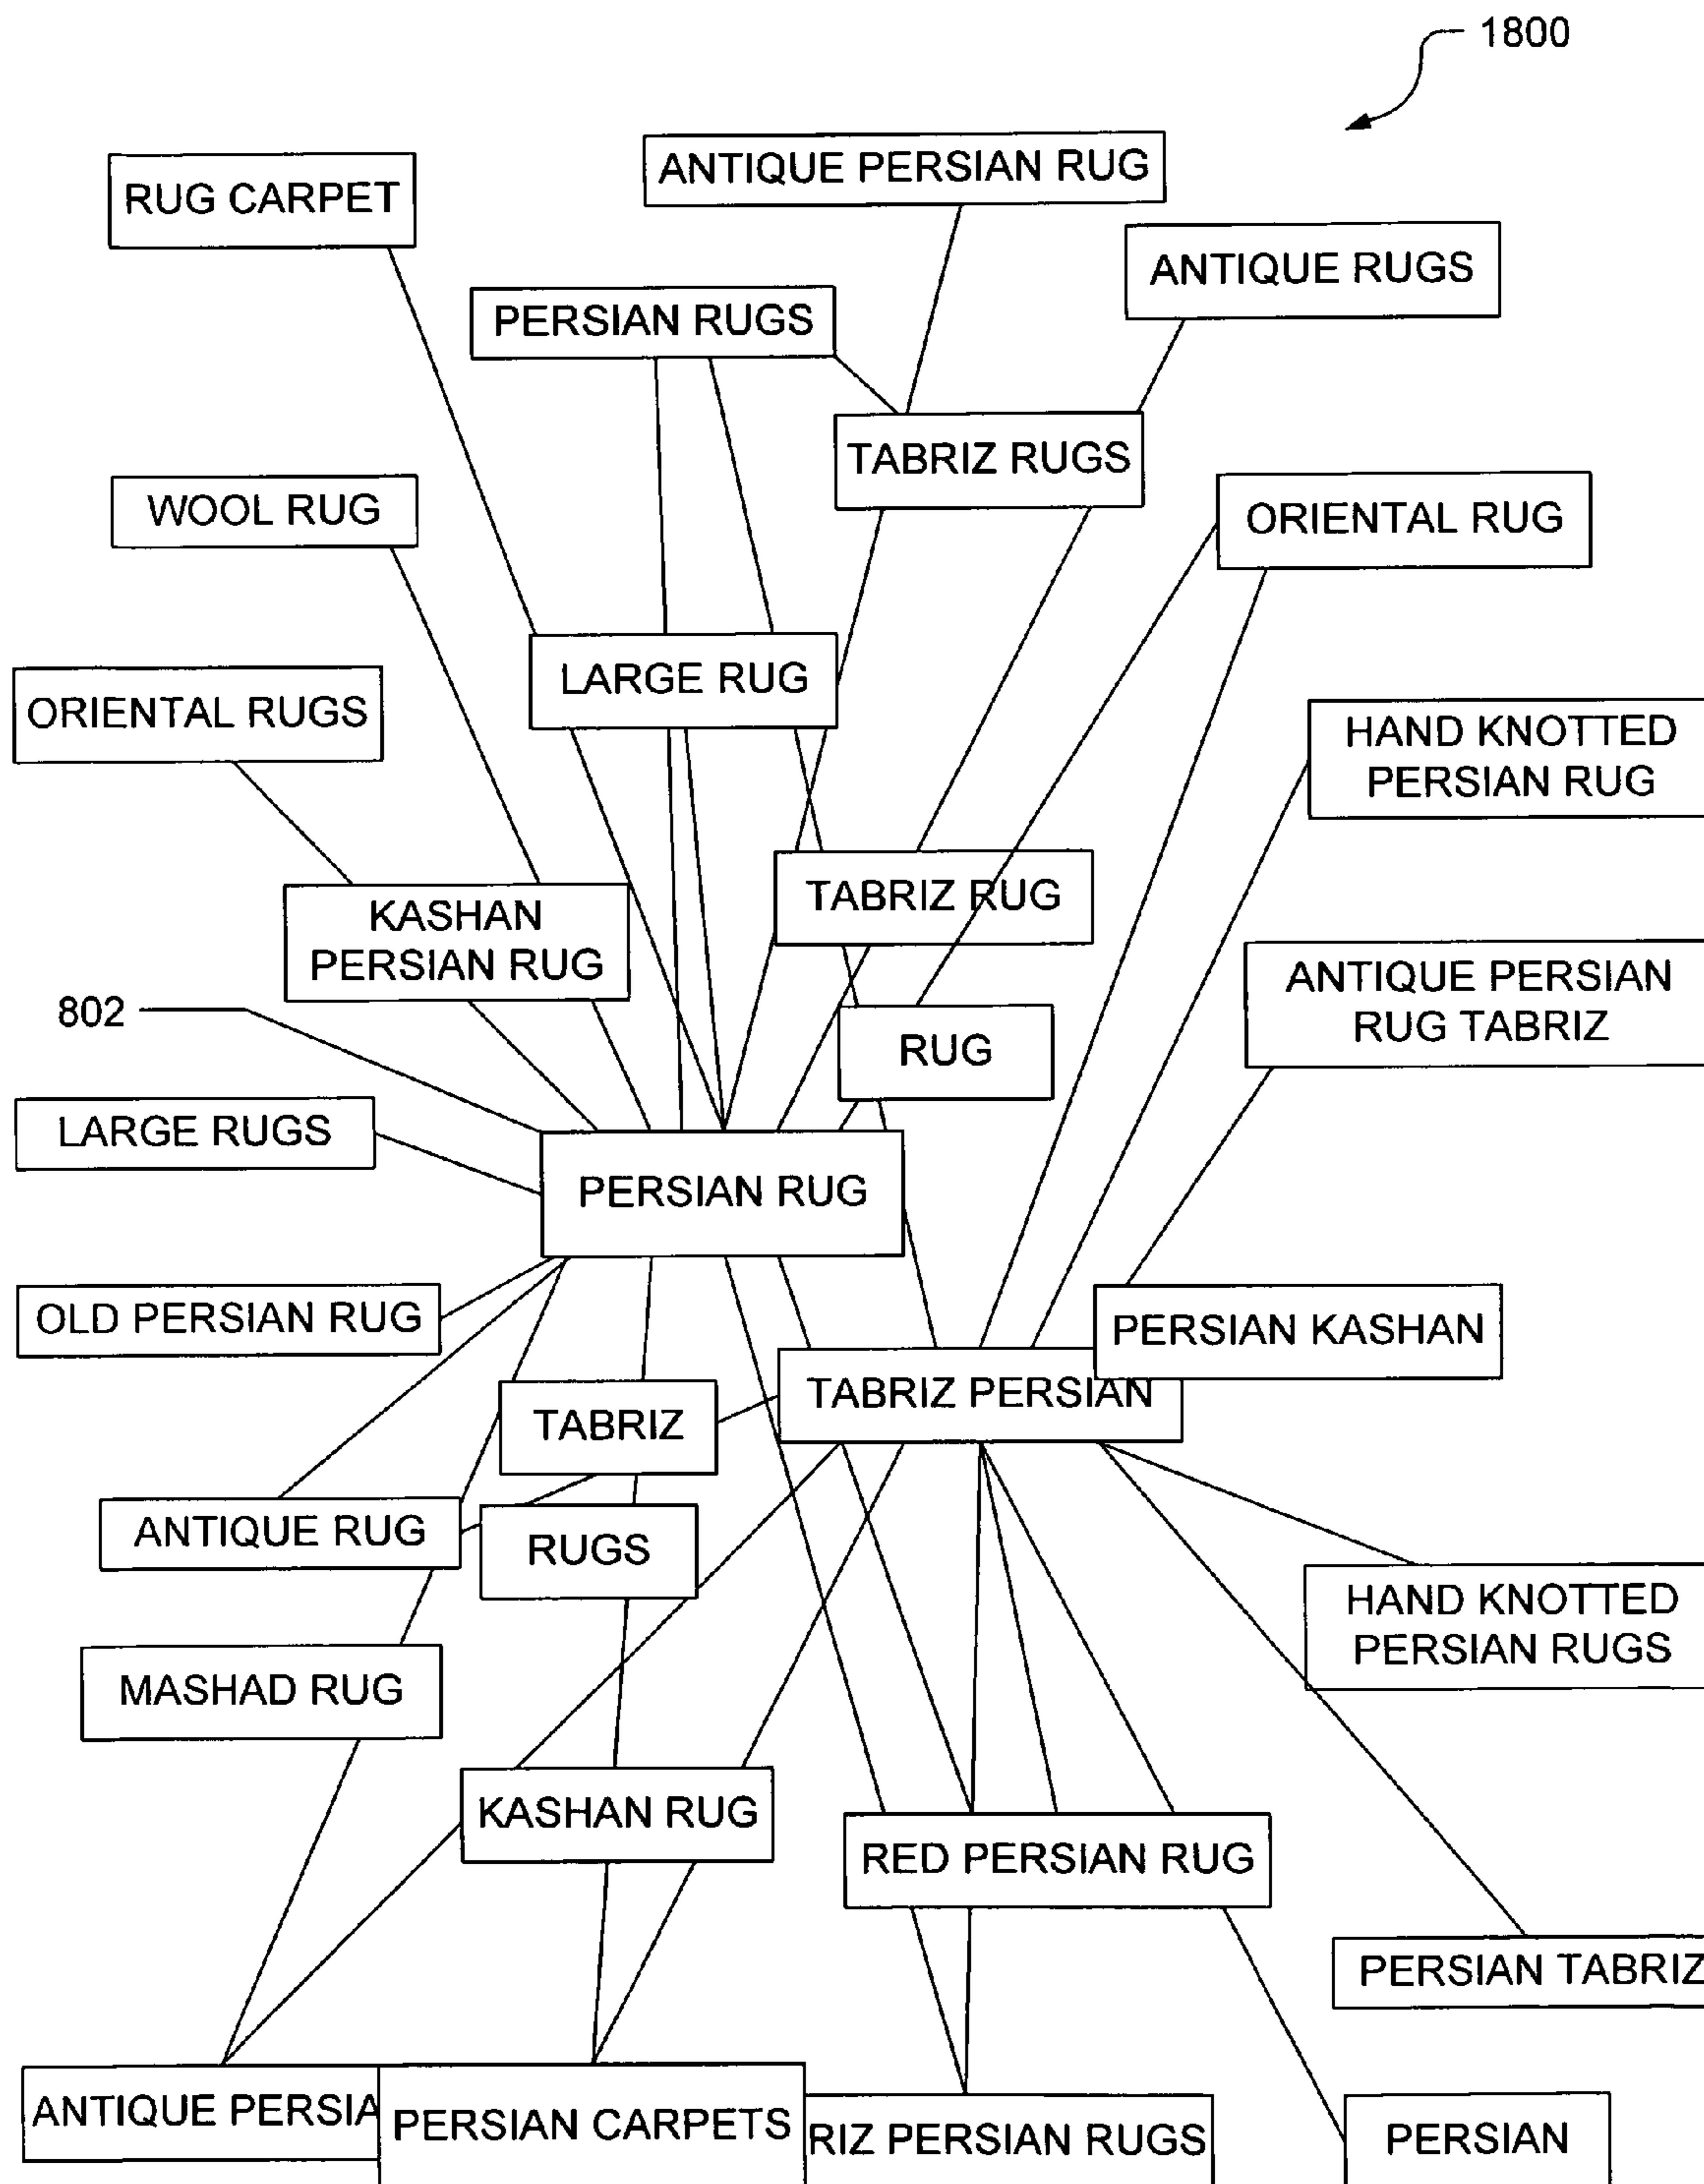 1800
ANTIQUE PERSIAN RUG
RUG CARPET
ANTIQUE RUGS
PERSIAN RUGS
TABRIZ RUGS
WOOL RUG
ORIENTAL RUG
LARGE RUG
ORIENTAL RUGS
HAND KNOTTED
PERSIAN RUG
TABRIZ RUG
KASHAN
PERSIAN RUG
ANTIQUE PERSIAN
RUG TABRIZ
802
RUG
LARGE RUGS
PERSIAN RUG
OLD PERSIAN RUG
PERSIAN KASHAN
TABRIZ PERSIAN
TABRIZ
ANTIQUE RUG
RUGS
HAND KNOTTED
PERSIAN RUGS
MASHAD RUG
KASHAN RUG
RED PERSIAN RUG
PERSIAN TABRIZ
ANTIQUE PERSIA
PERSIAN CARPETS
RIZ PERSIAN RUGS
PERSIAN